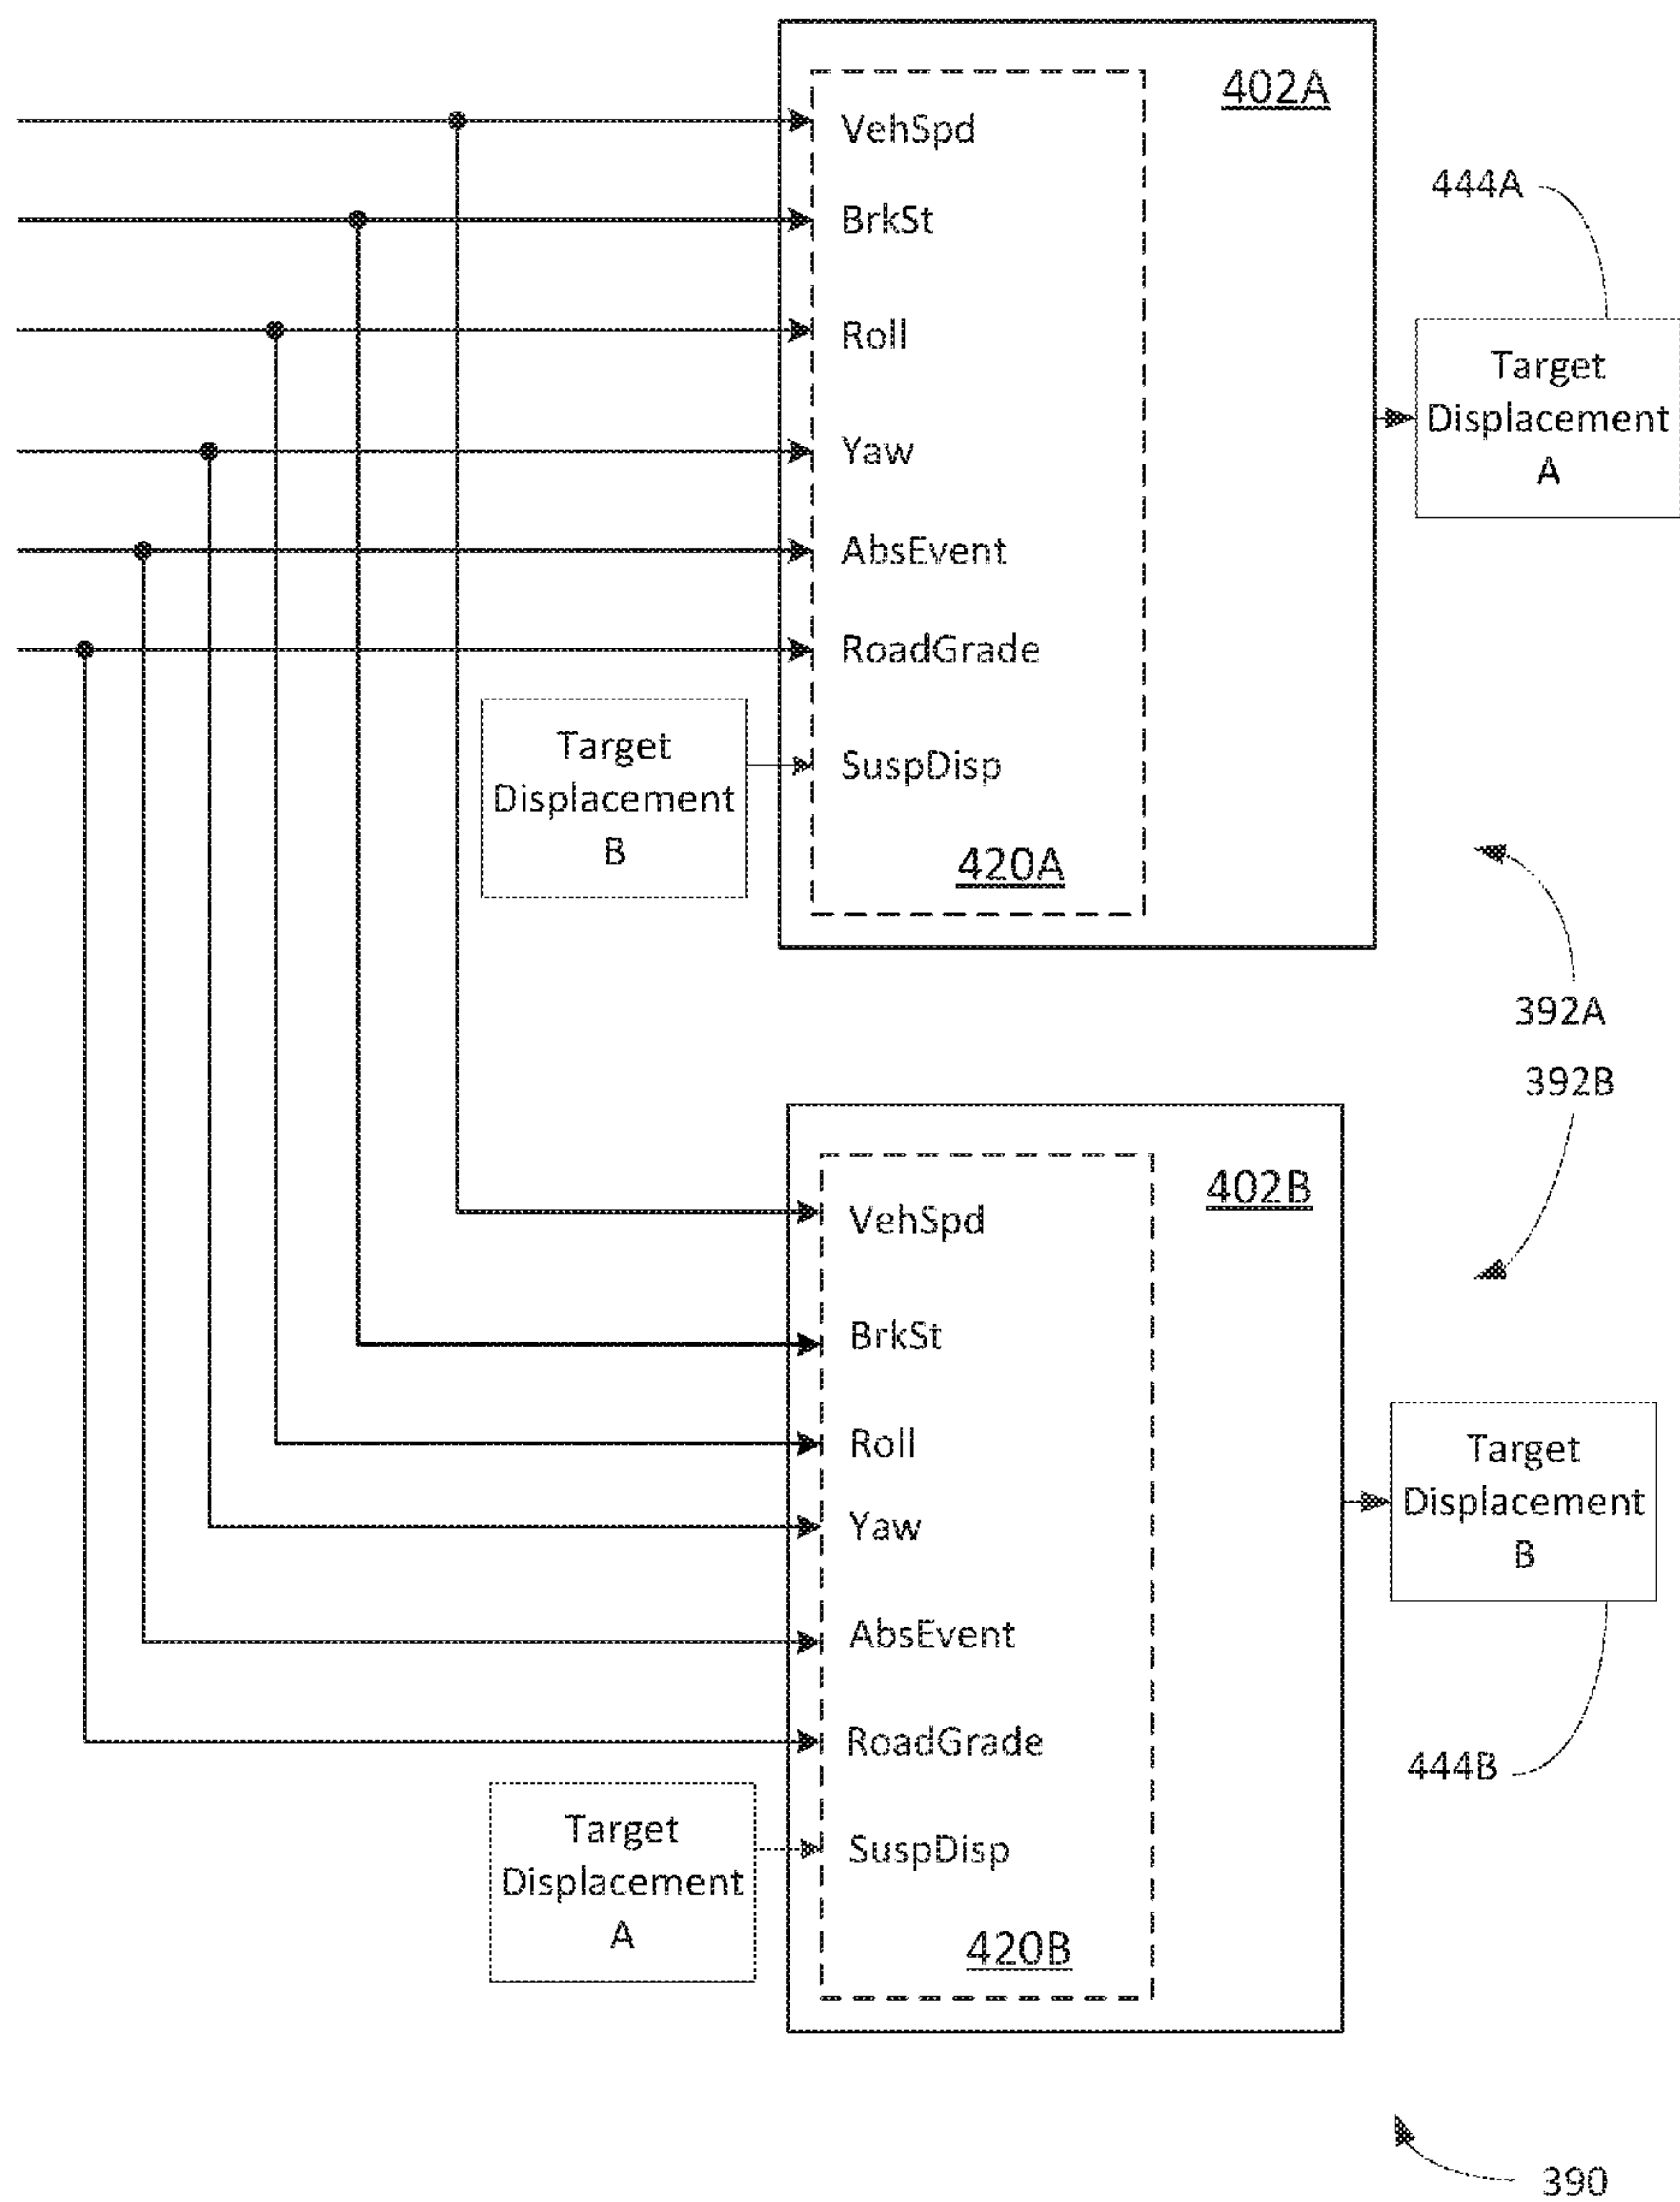 402A
VehSpd
BrkSt
Roll
Yaw
AbsEvent
RoadGrade
SuspDisp
420A
Target
Displacement
B
444A
Target
Displacement
A
392A
392B
402B
VehSpd
BrkSt
Roll
Yaw
AbsEvent
RoadGrade
SuspDisp
420B
Target
Displacement
A
Target
Displacement
B
444B
390